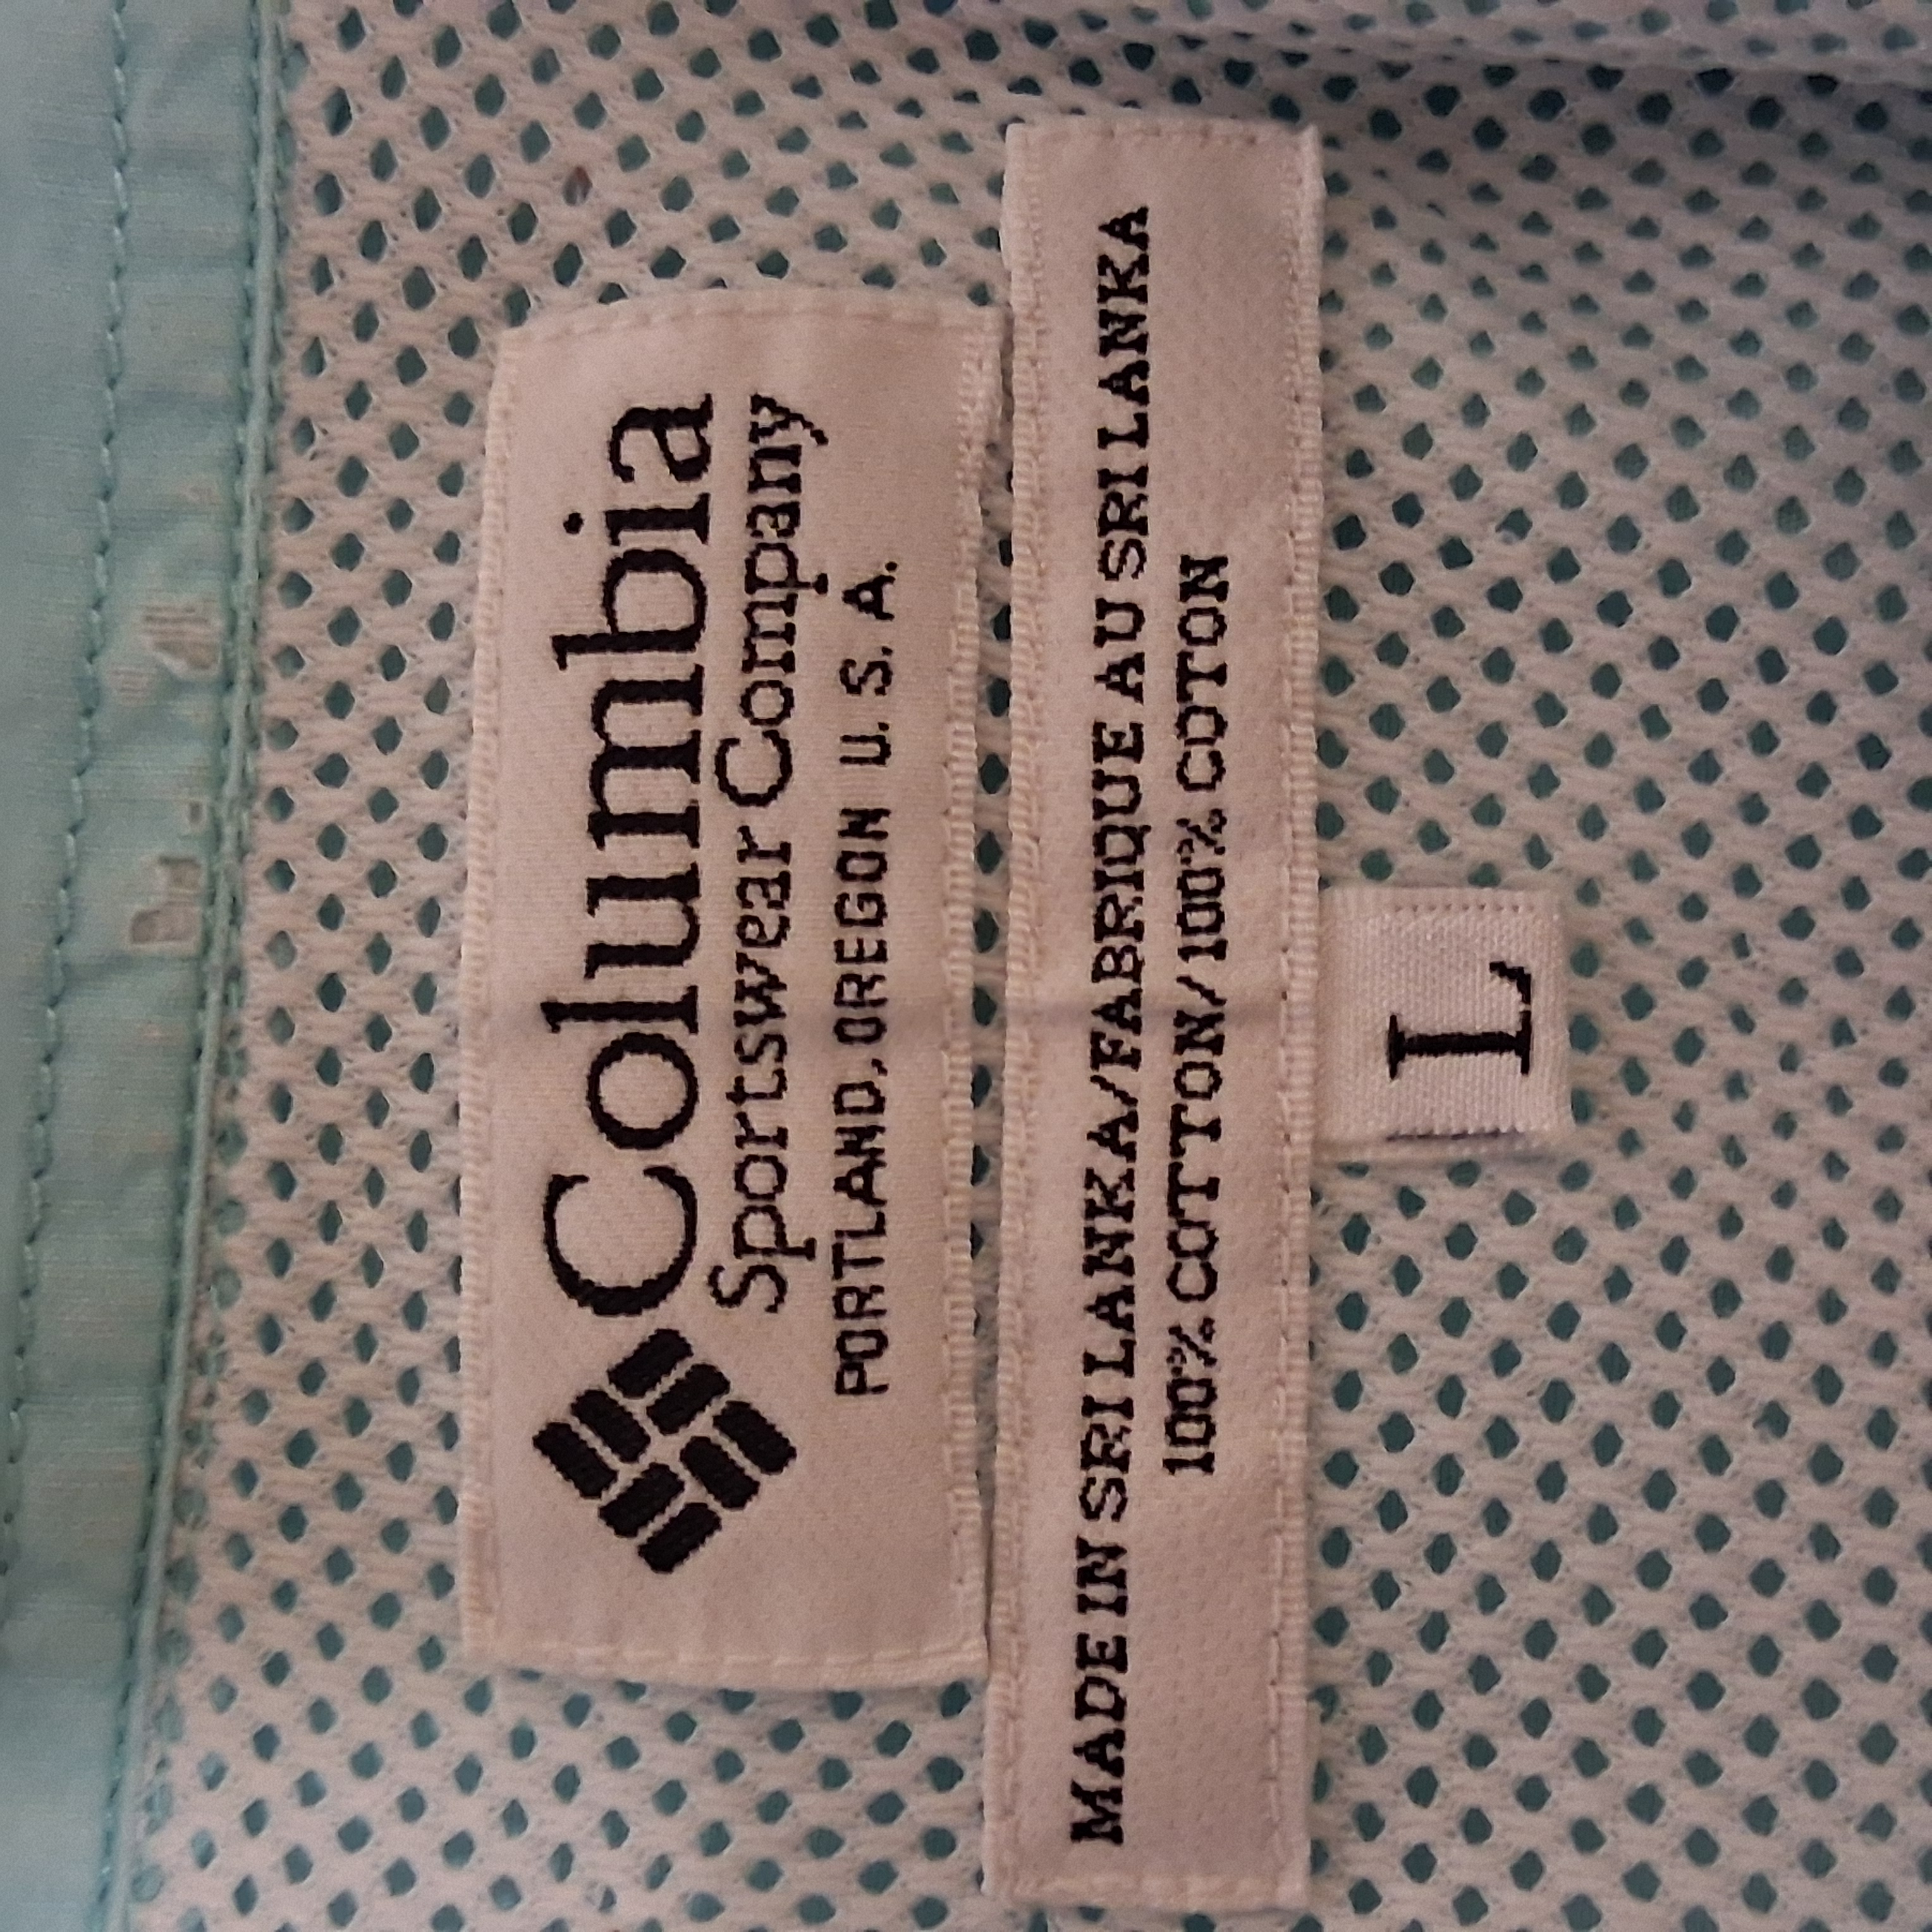 Columbia
Sportswear Company
PORTLAND, OREGON U.S.A.
MADE IN SRI LANKA/FABRIQUE AU SRI LANKA
100% COTTON/100% COTON
L